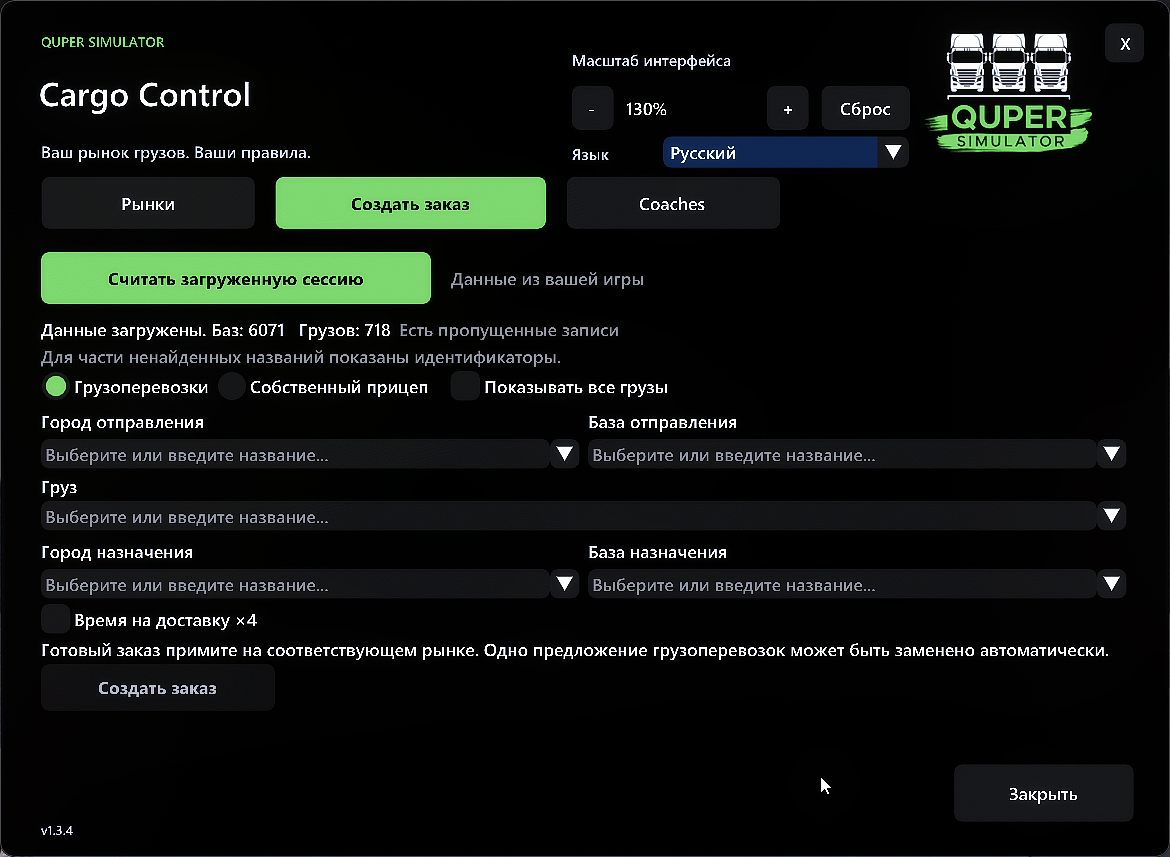 QUPER SIMULATOR
Cargo Control
Ваш рынок грузов. Ваши правила.
Масштаб интерфейса
- 130% + Сброс
Язык Русский
QUPER
SIMULATOR
X
Рынки Создать заказ Coaches
Считать загруженную сессию Данные из вашей игры
Данные загружены. Баз: 6071 Грузов: 718 Есть пропущенные записи
Для части ненайденных названий показаны идентификаторы.
Грузоперевозки Собственный прицеп Показывать все грузы
Город отправления База отправления
Выберите или введите название... Выберите или введите название...
Груз
Выберите или введите название...
Город назначения База назначения
Выберите или введите название... Выберите или введите название...
Время на доставку ×4
Готовый заказ примите на соответствующем рынке. Одно предложение грузоперевозок может быть заменено автоматически.
Создать заказ
Закрыть
v1.3.4